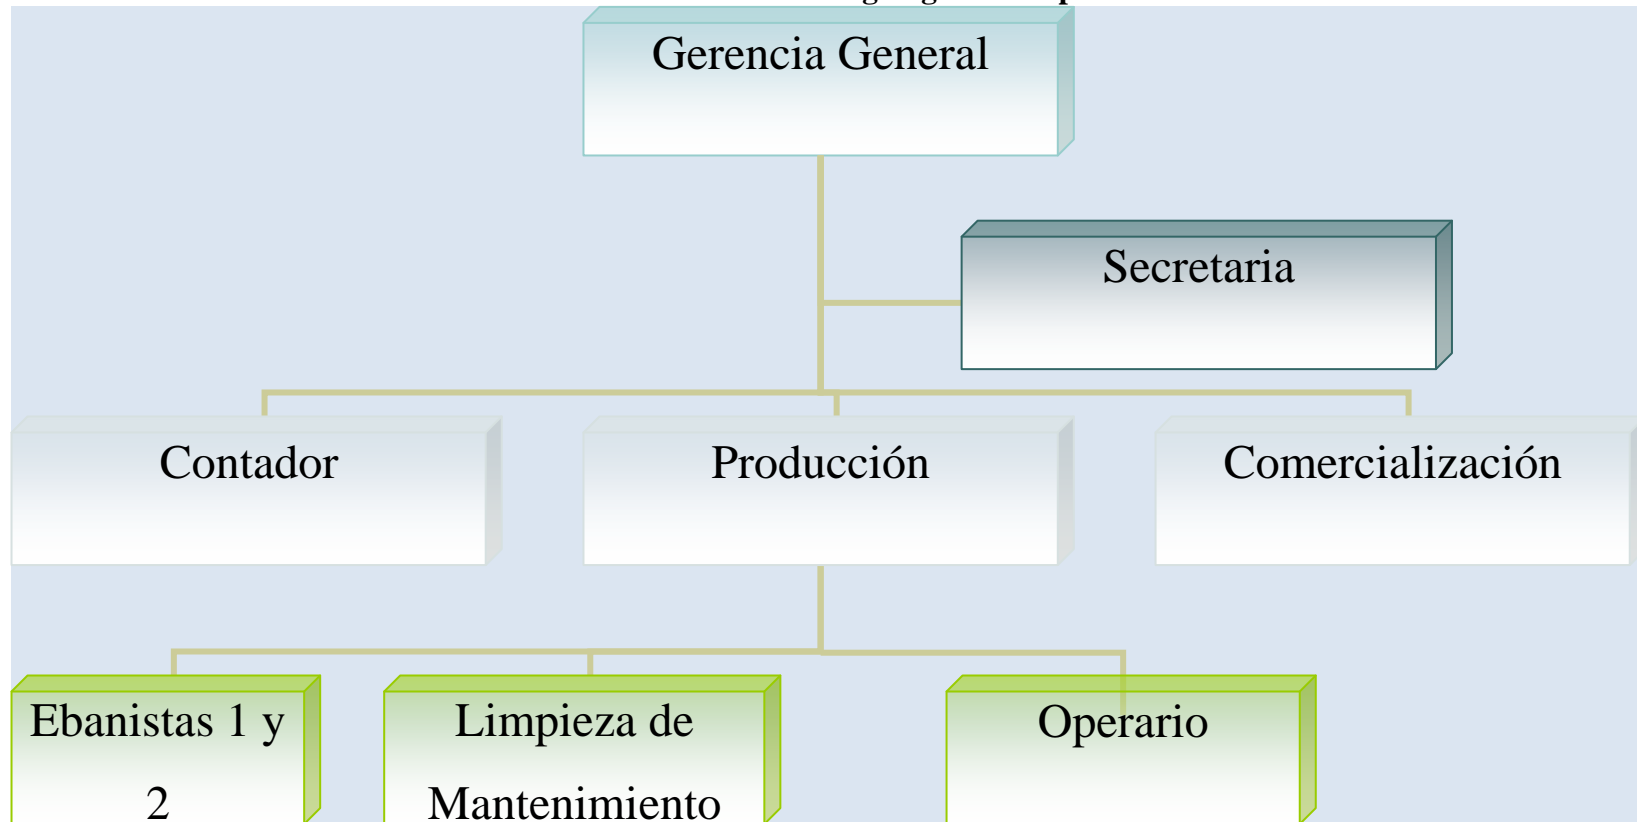 Gerencia General
Secretaria
Contador
Producción
Comercialización
Ebanistas 1 y
2
Limpieza de
Mantenimiento
Operario